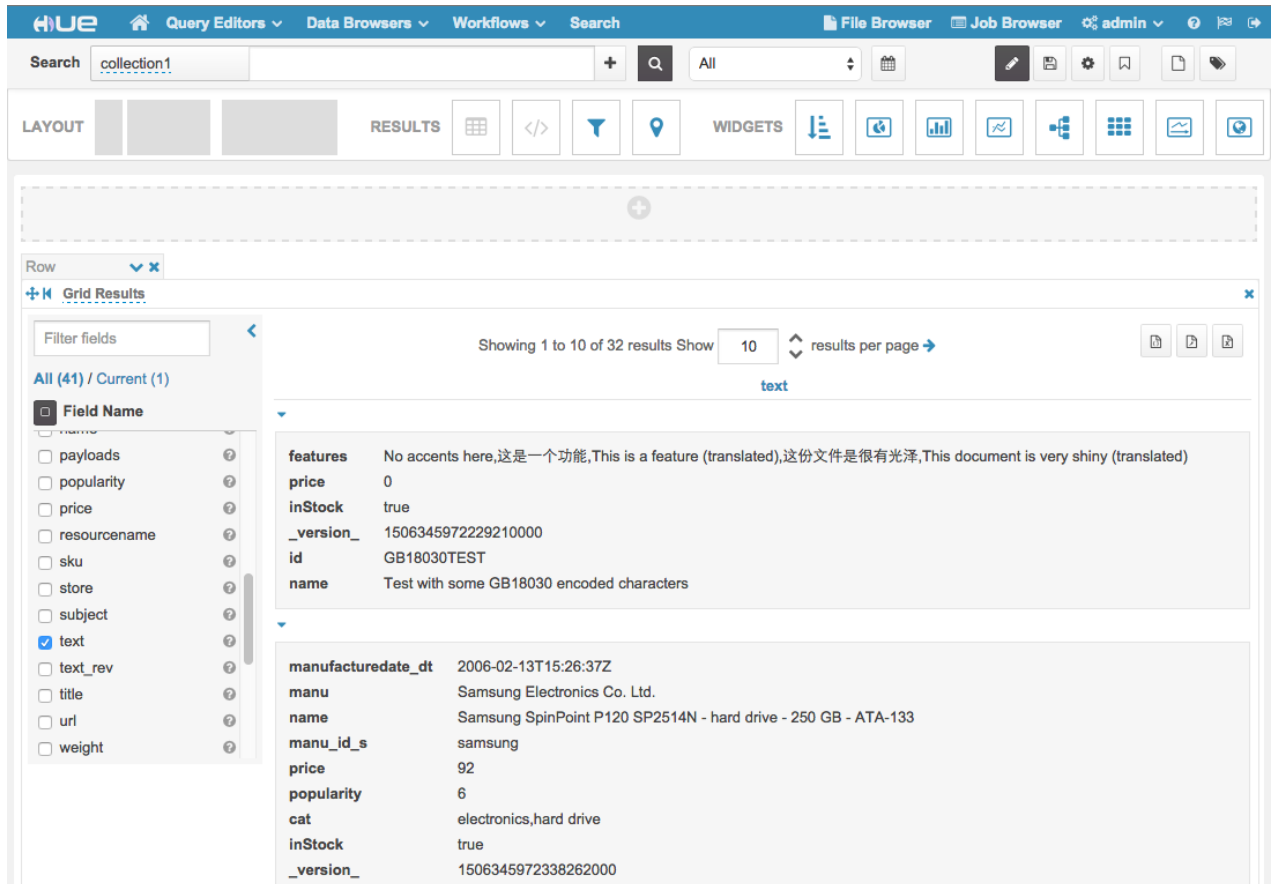 HUE Query Editors Data Browsers Workflows Search File Browser Job Browser admin
Search collection1 All
LAYOUT RESULTS WIDGETS
Row
Grid Results
Filter fields
Showing 1 to 10 of 32 results Show 10 results per page
All (41) / Current (1)
text
Field Name
name
payloads
popularity
price
resourcename
sku
store
subject
text
text_rev
title
url
weight
features No accents here,这是一个功能,This is a feature (translated),这份文件是很有光泽,This document is very shiny (translated)
price 0
inStock true
_version_ 1506345972229210000
id GB18030TEST
name Test with some GB18030 encoded characters
manufacturedate_dt 2006-02-13T15:26:37Z
manu Samsung Electronics Co. Ltd.
name Samsung SpinPoint P120 SP2514N - hard drive - 250 GB - ATA-133
manu_id_s samsung
price 92
popularity 6
cat electronics,hard drive
inStock true
_version_ 1506345972338262000